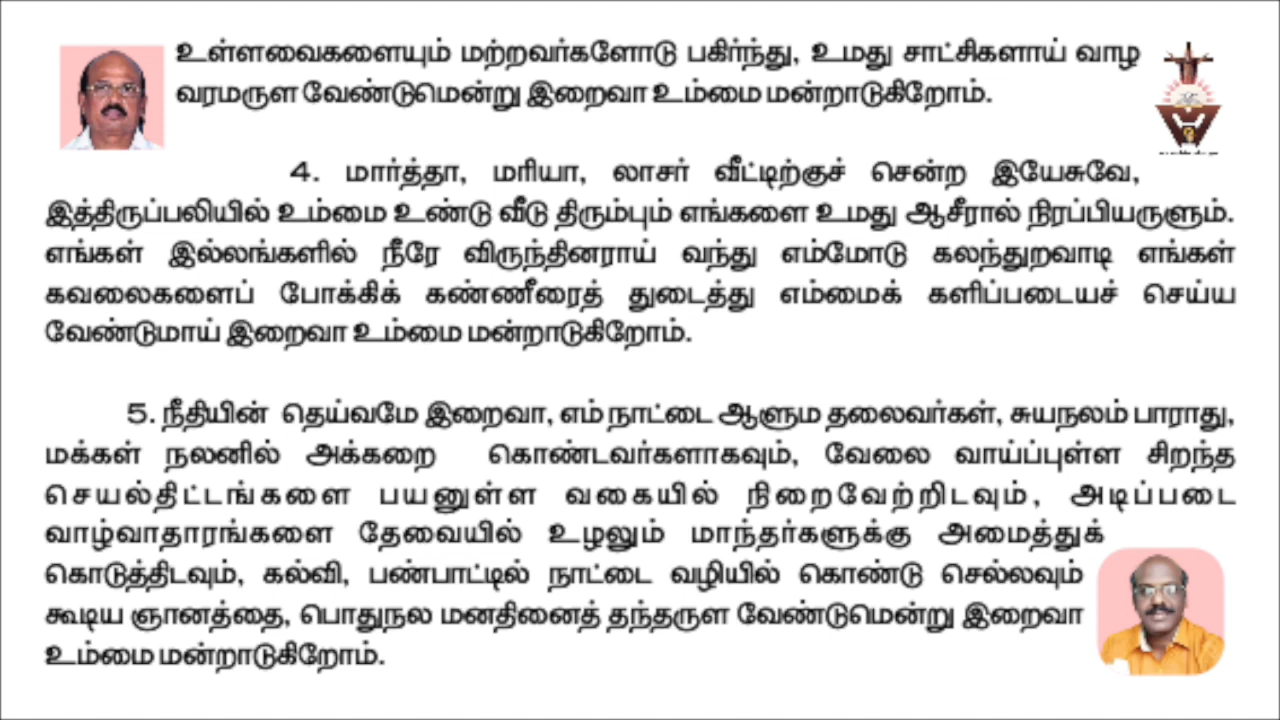 உள்ளவைகளையும் மற்றவர்களோடு பகிர்ந்து, உமது சாட்சிகளாய் வாழ
வரமருள வேண்டுமென்று இறைவா உம்மை மன்றாடுகிறோம்.
4. மார்த்தா, மரியா, லாசர் வீட்டிற்குச் சென்ற இயேசுவே,
இத்திருப்பலியில் உம்மை உண்டு வீடு திரும்பும் எங்களை உமது ஆசீரால் நிரப்பியருளும்.
எங்கள் இல்லங்களில் நீரே விருந்தினராய் வந்து எம்மோடு கலந்துறவாடி எங்கள்
கவலைகளைப் போக்கிக் கண்ணீரைத் துடைத்து எம்மைக் களிப்படையச் செய்ய
வேண்டுமாய் இறைவா உம்மை மன்றாடுகிறோம்.
5. நீதியின் தெய்வமே இறைவா, எம் நாட்டை ஆளும தலைவர்கள், சுயநலம் பாராது,
மக்கள் நலனில் அக்கறை கொண்டவர்களாகவும், வேலை வாய்ப்புள்ள சிறந்த
செயல்திட்டங்களை பயனுள்ள வகையில் நிறைவேற்றிடவும், அடிப்படை
வாழ்வாதாரங்களை தேவையில் உழலும் மாந்தர்களுக்கு அமைத்துக்
கொடுத்திடவும், கல்வி, பண்பாட்டில் நாட்டை வழியில் கொண்டு செல்லவும்
கூடிய ஞானத்தை, பொதுநல மனதினைத் தந்தருள வேண்டுமென்று இறைவா
உம்மை மன்றாடுகிறோம்.